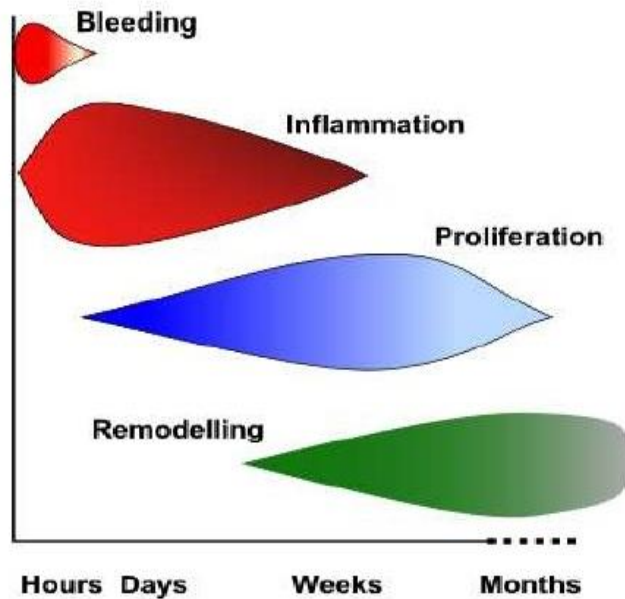 Bleeding
Inflammation
Proliferation
Remodelling
Hours Days Weeks Months